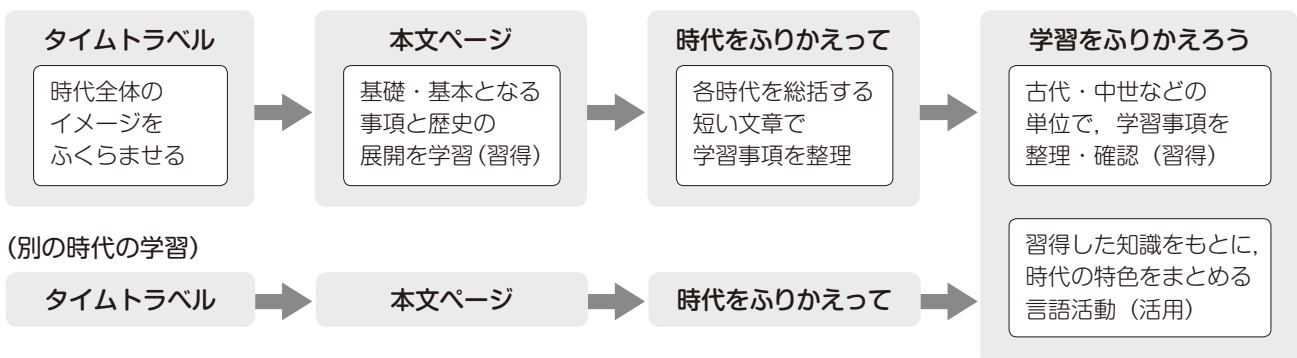 タイムトラベル
時代全体の
イメージを
ふくらませる
本文ページ
基礎・基本となる
事項と歴史の
展開を学習(習得)
時代をふりかえって
各時代を総括する
短い文章で
学習事項を整理
学習をふりかえろう
古代・中世などの
単位で，学習事項を
整理・確認（習得）
習得した知識をもとに，
時代の特色をまとめる
言語活動（活用）
(別の時代の学習)
タイムトラベル
本文ページ
時代をふりかえって